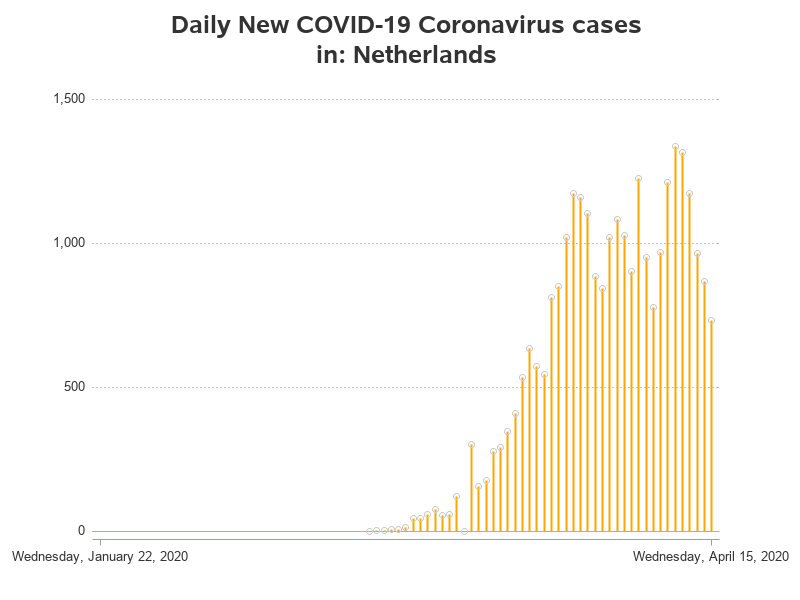 Daily New COVID-19 Coronavirus cases
in: Netherlands
1,500
1,000
500
0
Wednesday, January 22, 2020
Wednesday, April 15, 2020